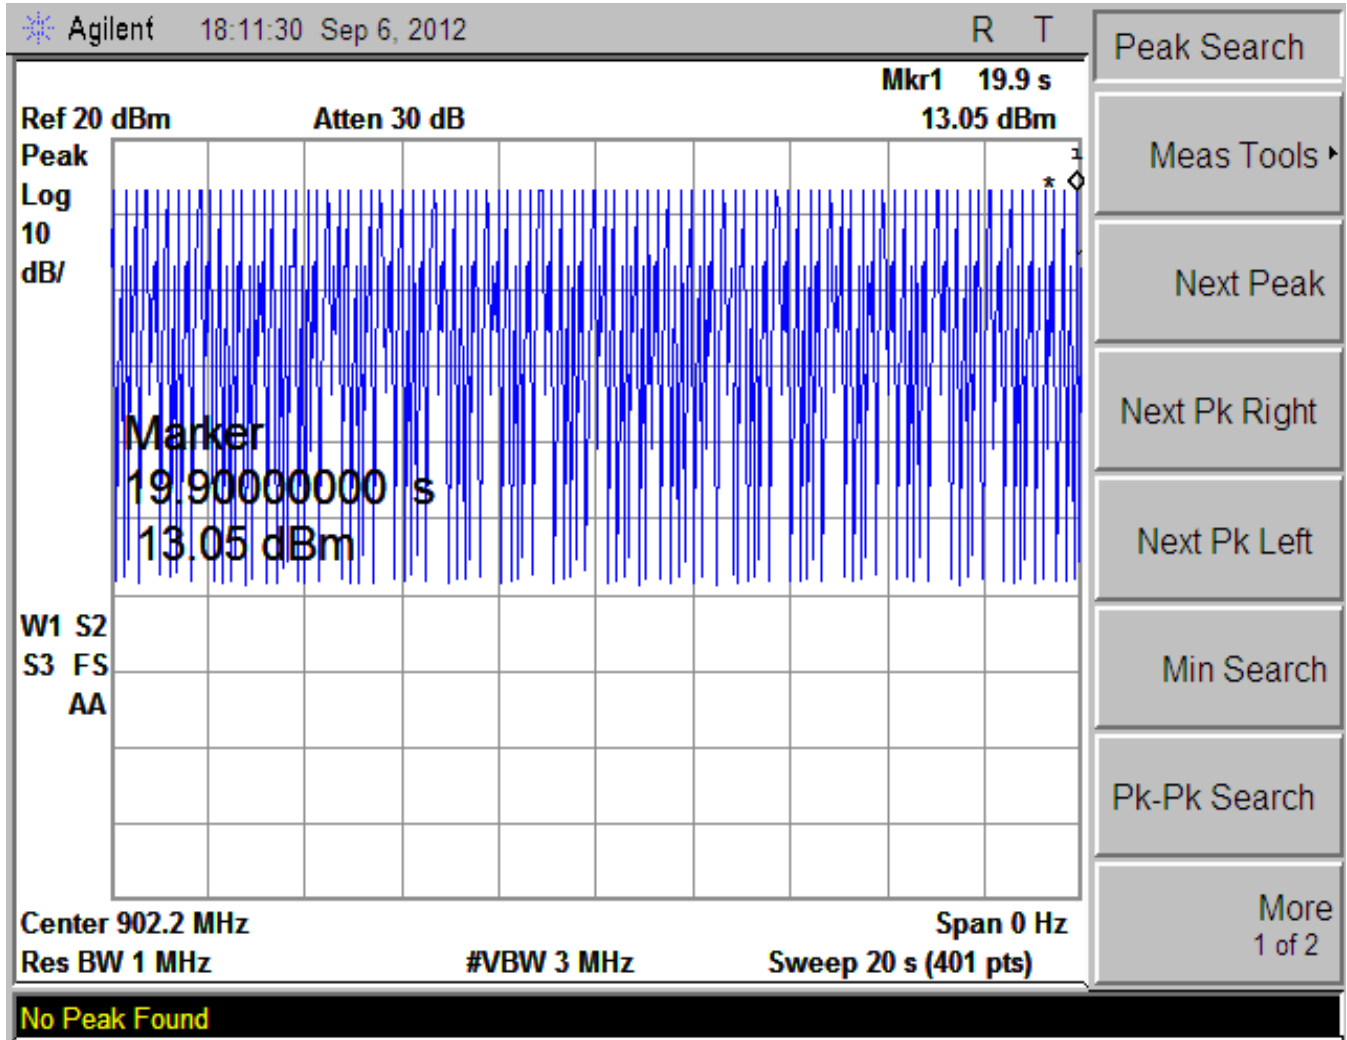 Agilent 18:11:30 Sep 6, 2012 R T
Mkr1 19.9 s
Ref 20 dBm Atten 30 dB 13.05 dBm
Peak
Log
10
dB/
1
*
Marker
19.90000000 s
13.05 dBm
W1 S2
S3 FS
AA
Center 902.2 MHz Span 0 Hz
Res BW 1 MHz #VBW 3 MHz Sweep 20 s (401 pts)
No Peak Found
Peak Search
Meas Tools
Next Peak
Next Pk Right
Next Pk Left
Min Search
Pk-Pk Search
More
1 of 2